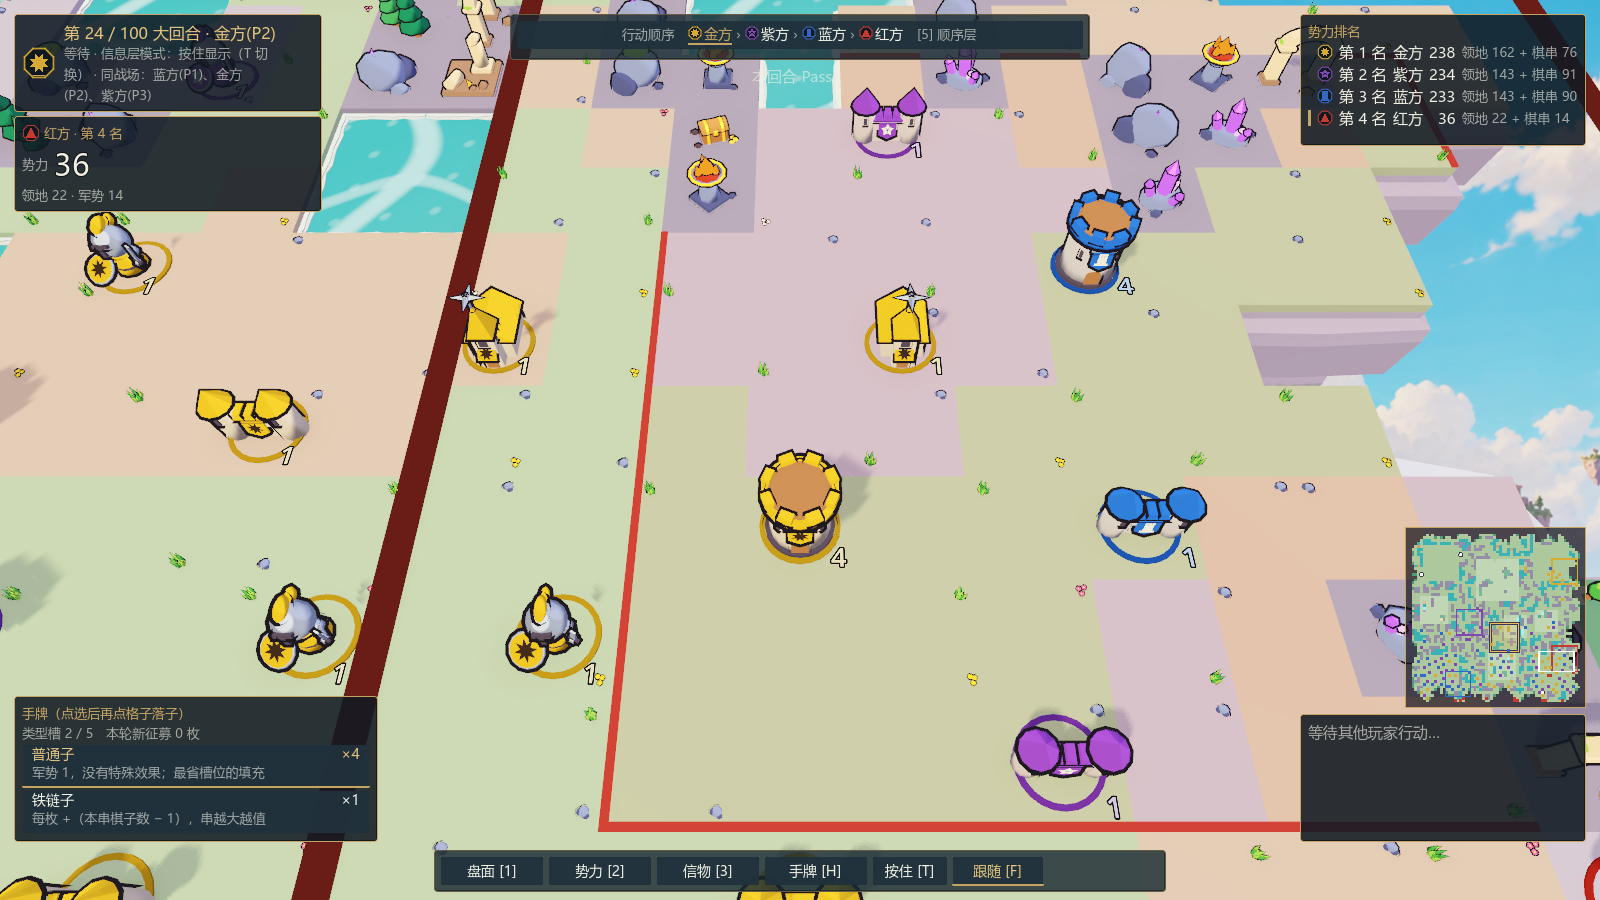 第 24 / 100 大回合 · 金方(P2)
等待 · 信息层模式：按住显示（T 切
换） · 同战场：蓝方(P1)、金方
(P2)、紫方(P3)
红方 · 第 4 名
势力 36
领地 22 · 军势 14
行动顺序 金方 › 紫方 › 蓝方 › 红方 [5] 顺序层
本回合 Pass
势力排名
第 1 名 金方 238 领地 162 + 棋串 76
第 2 名 紫方 234 领地 143 + 棋串 91
第 3 名 蓝方 233 领地 143 + 棋串 90
第 4 名 红方 36 领地 22 + 棋串 14
1
1
4
1
1
1
1
4
1
1
1
1
手牌（点选后再点格子落子）
类型槽 2 / 5 本轮新征募 0 枚
普通子 ×4
军势 1，没有特殊效果；最省槽位的填充
铁链子 ×1
每枚 +（本串棋子数 − 1），串越大越值
等待其他玩家行动...
盘面 [1]
势力 [2]
信物 [3]
手牌 [H]
按住 [T]
跟随 [F]